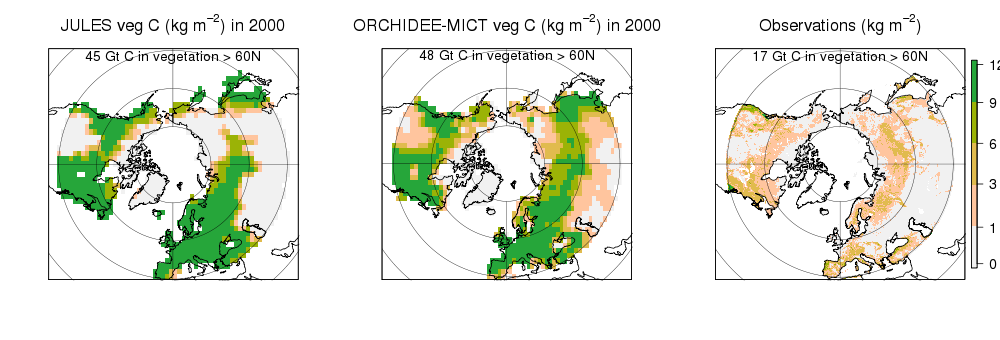 JULES veg C (kg m⁻²) in 2000
45 Gt C in vegetation > 60N
ORCHIDEE-MICT veg C (kg m⁻²) in 2000
48 Gt C in vegetation > 60N
Observations (kg m⁻²)
17 Gt C in vegetation > 60N
12
9
6
3
1
0